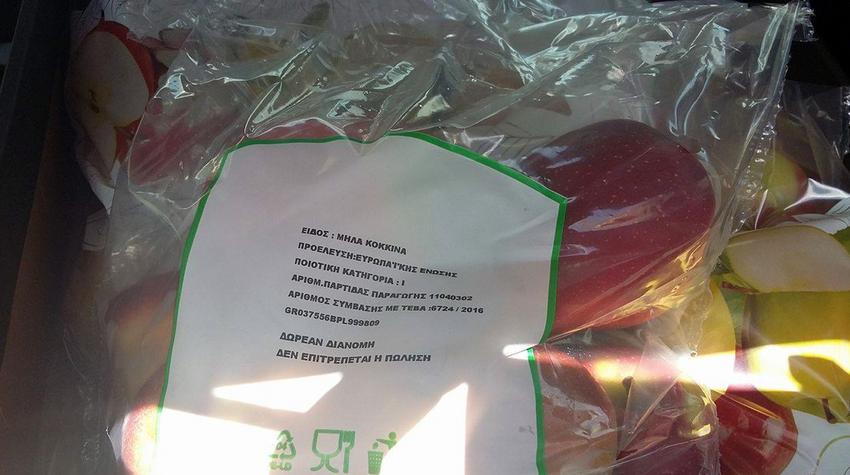 ΕΙΔΟΣ : ΜΗΛΑ ΚΟΚΚΙΝΑ
ΠΡΟΕΛΕΥΣΗ:ΕΥΡΩΠΑΪΚΗΣ ΕΝΩΣΗΣ
ΠΟΙΟΤΙΚΗ ΚΑΤΗΓΟΡΙΑ : Ι
ΑΡΙΘΜ.ΠΑΡΤΙΔΑΣ ΠΑΡΑΓΩΓΗΣ 11040302
ΑΡΙΘΜΟΣ ΣΥΜΒΑΣΗΣ ΜΕ ΤΕΒΑ :6724 / 2016
GR037556BPL999809
ΔΩΡΕΑΝ ΔΙΑΝΟΜΗ
ΔΕΝ ΕΠΙΤΡΕΠΕΤΑΙ Η ΠΩΛΗΣΗ